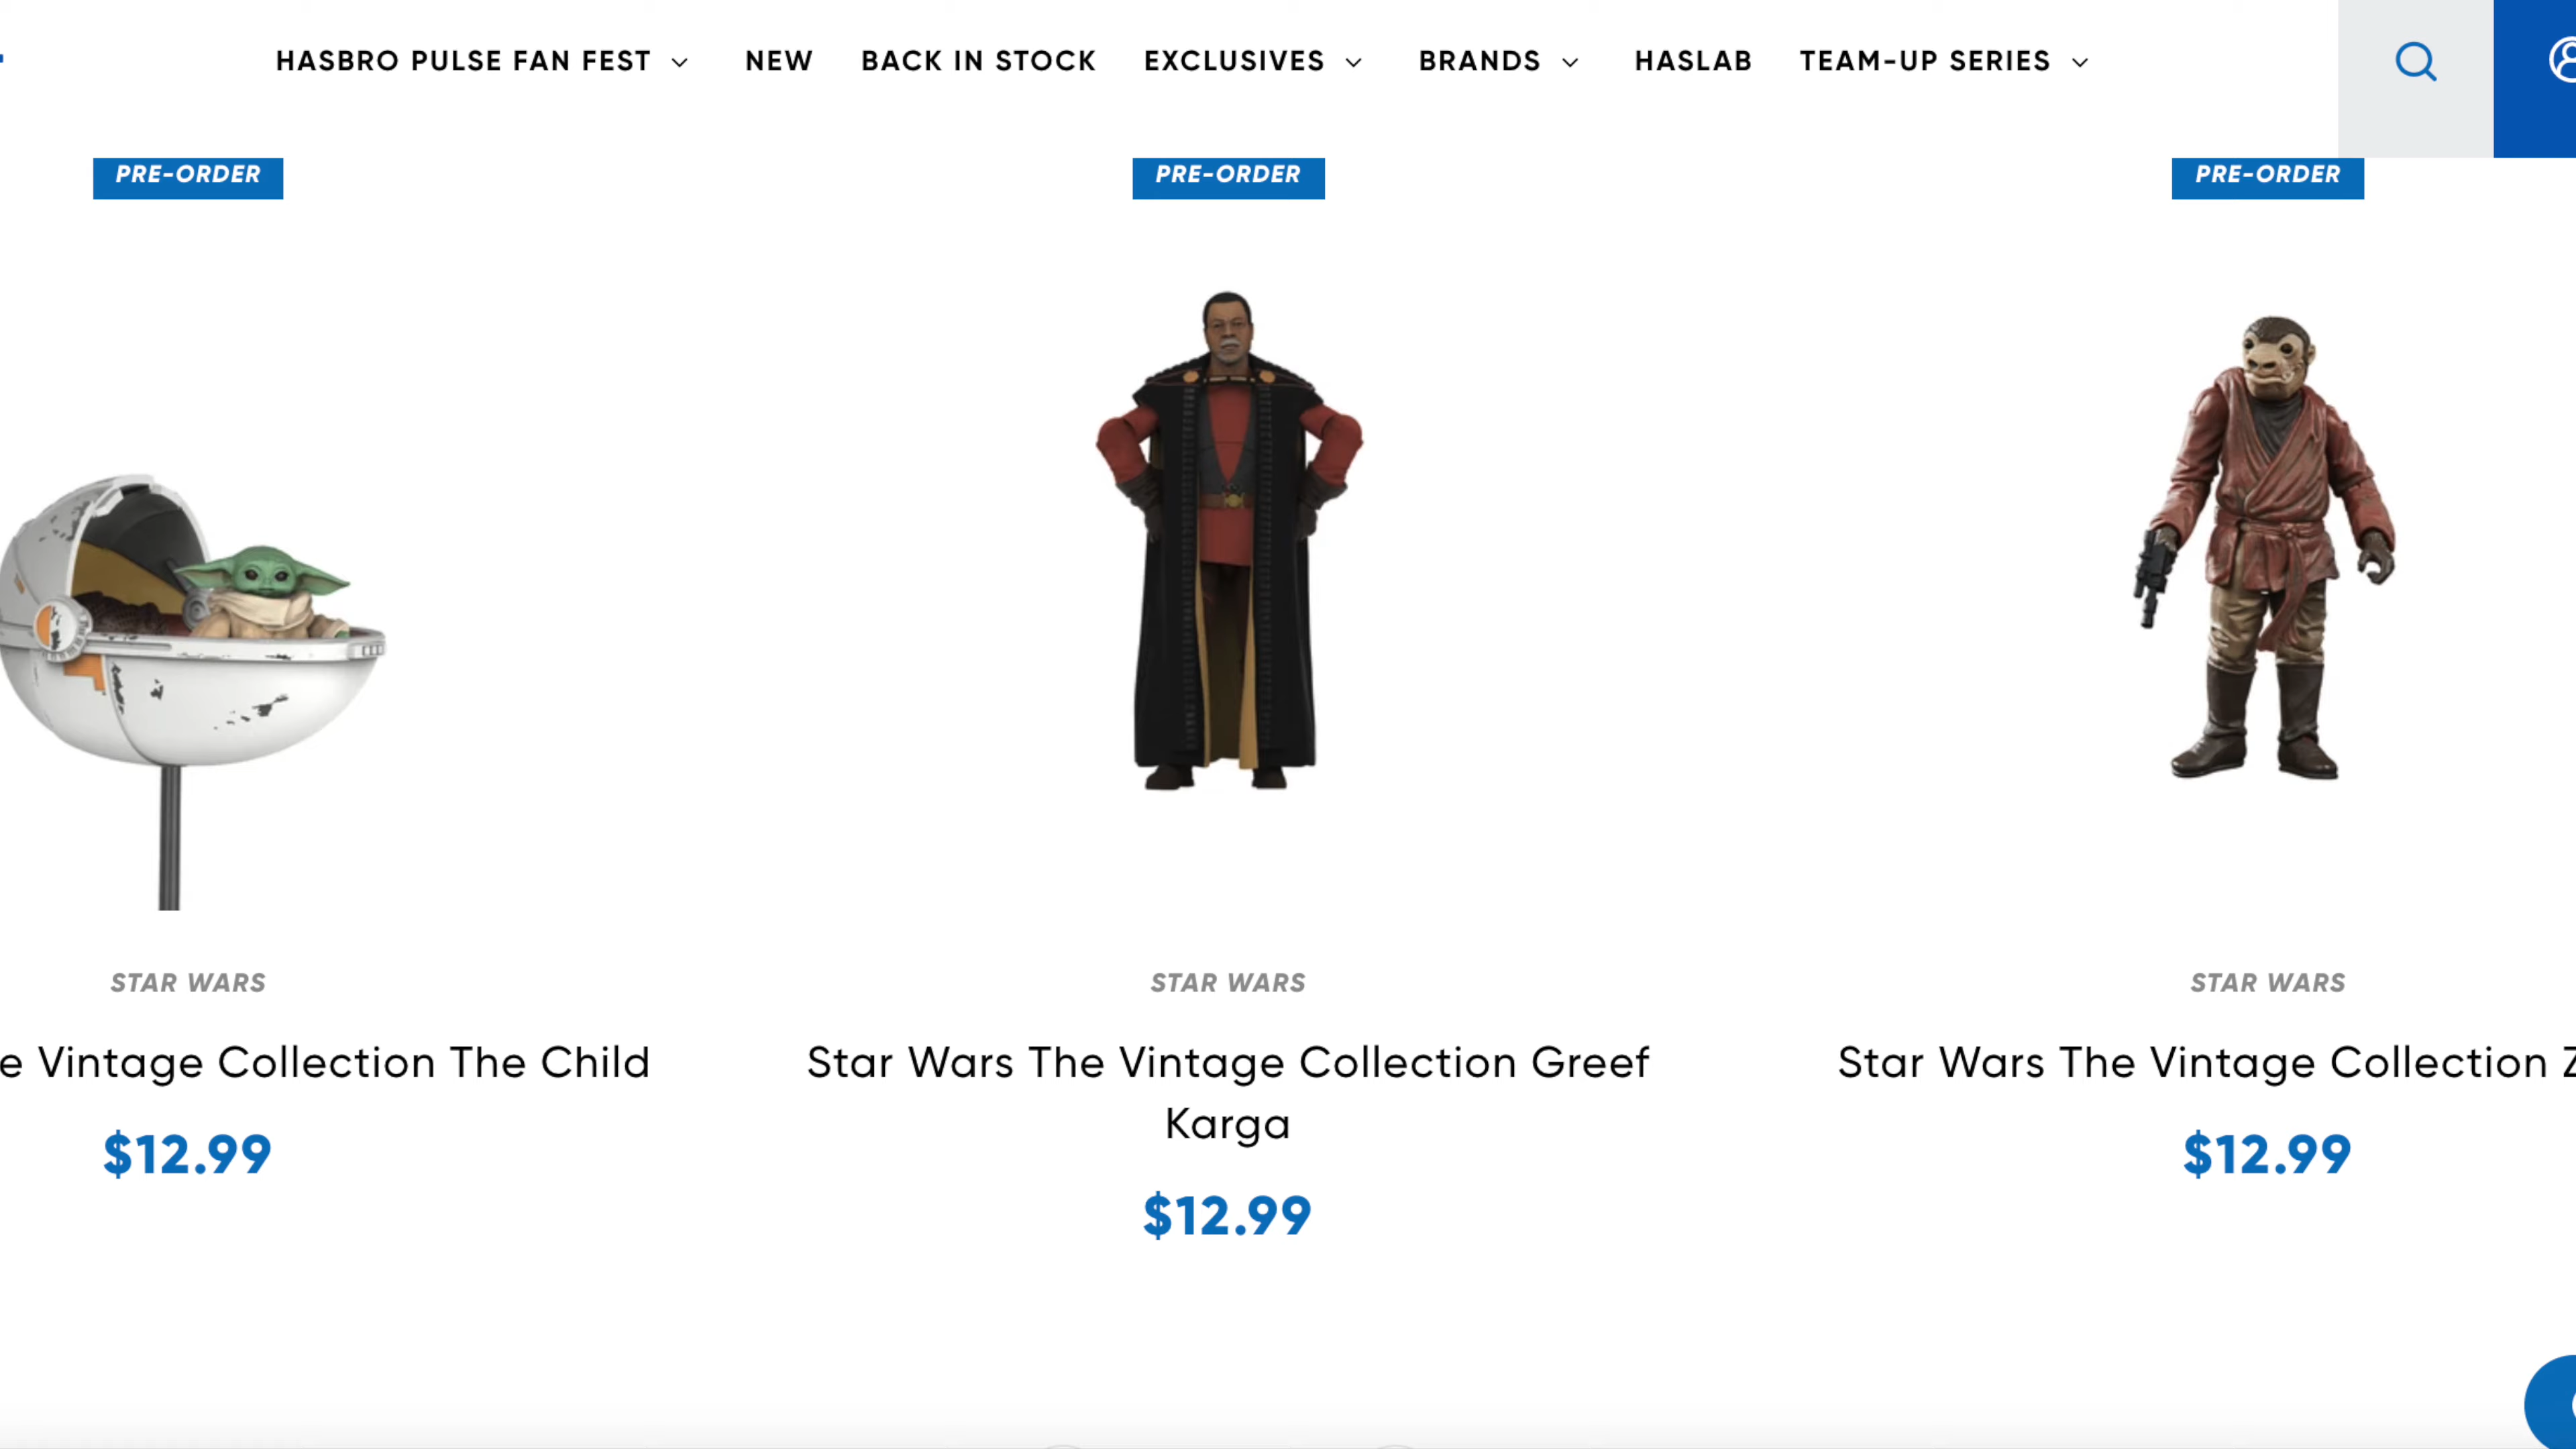 HASBRO PULSE FAN FEST NEW BACK IN STOCK EXCLUSIVES BRANDS HASLAB TEAM-UP SERIES
PRE-ORDER
STAR WARS
e Vintage Collection The Child
$12.99
PRE-ORDER
STAR WARS
Star Wars The Vintage Collection Greef
Karga
$12.99
PRE-ORDER
STAR WARS
Star Wars The Vintage Collection Z
$12.99